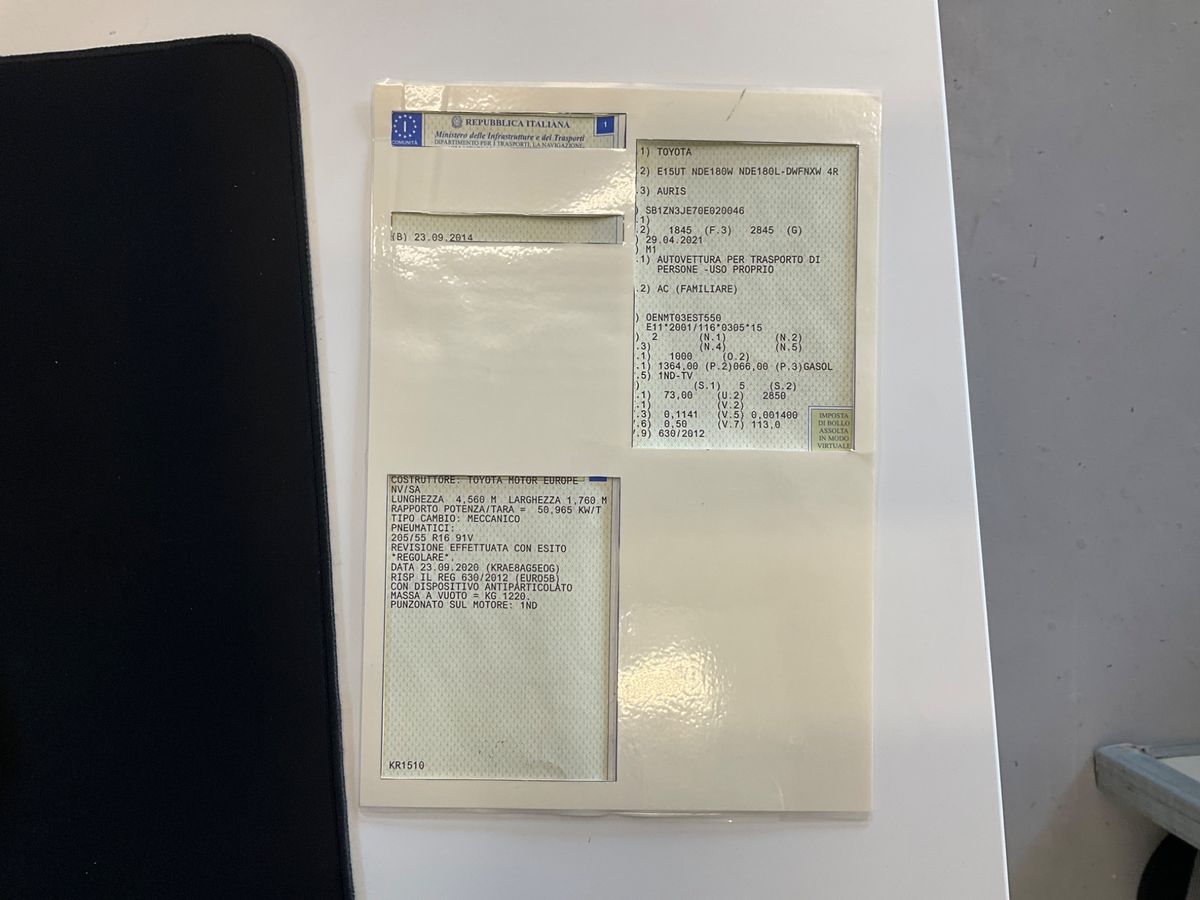 I
COMUNITÀ
REPUBBLICA ITALIANA
Ministero delle Infrastrutture e dei Trasporti
DIPARTIMENTO PER I TRASPORTI, LA NAVIGAZIONE,
1
(B) 23.09.2014
.1) TOYOTA
.2) E15UT NDE180W NDE180L-DWFNXW 4R
.3) AURIS
) SB1ZN3JE70E020046
.1)
.2) 1845 (F.3) 2845 (G)
) 29.04.2021
) M1
.1) AUTOVETTURA PER TRASPORTO DI
PERSONE -USO PROPRIO
.2) AC (FAMILIARE)
) OENMT03EST550
E11*2001/116*0305*15
) 2 (N.1) (N.2)
.3) (N.4) (N.5)
.1) 1000 (O.2)
.1) 1364,00 (P.2)066,00 (P.3)GASOL
.5) 1ND-TV
) (S.1) 5 (S.2)
.1) 73,00 (U.2) 2850
.1) (V.2)
.3) 0,1141 (V.5) 0,001400
.6) 0,50 (V.7) 113,0
.9) 630/2012
IMPOSTA
DI BOLLO
ASSOLTA
IN MODO
VIRTUALE
COSTRUTTORE: TOYOTA MOTOR EUROPE
NV/SA
LUNGHEZZA 4,560 M LARGHEZZA 1,760 M
RAPPORTO POTENZA/TARA = 50,965 KW/T
TIPO CAMBIO: MECCANICO
PNEUMATICI:
205/55 R16 91V
REVISIONE EFFETTUATA CON ESITO
*REGOLARE*.
DATA 23.09.2020 (KRAE8AG5EOG)
RISP IL REG 630/2012 (EURO5B)
CON DISPOSITIVO ANTIPARTICOLATO
MASSA A VUOTO = KG 1220.
PUNZONATO SUL MOTORE: 1ND
KR1510